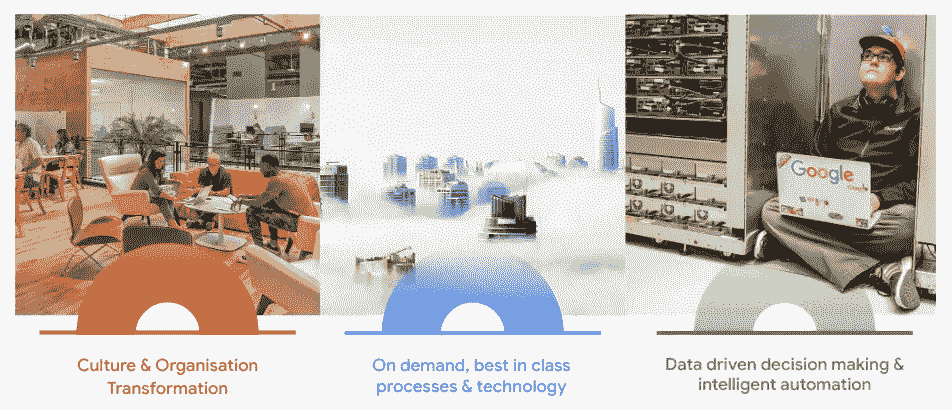 Google
Culture & Organisation
Transformation
On demand, best in class
processes & technology
Data driven decision making &
intelligent automation